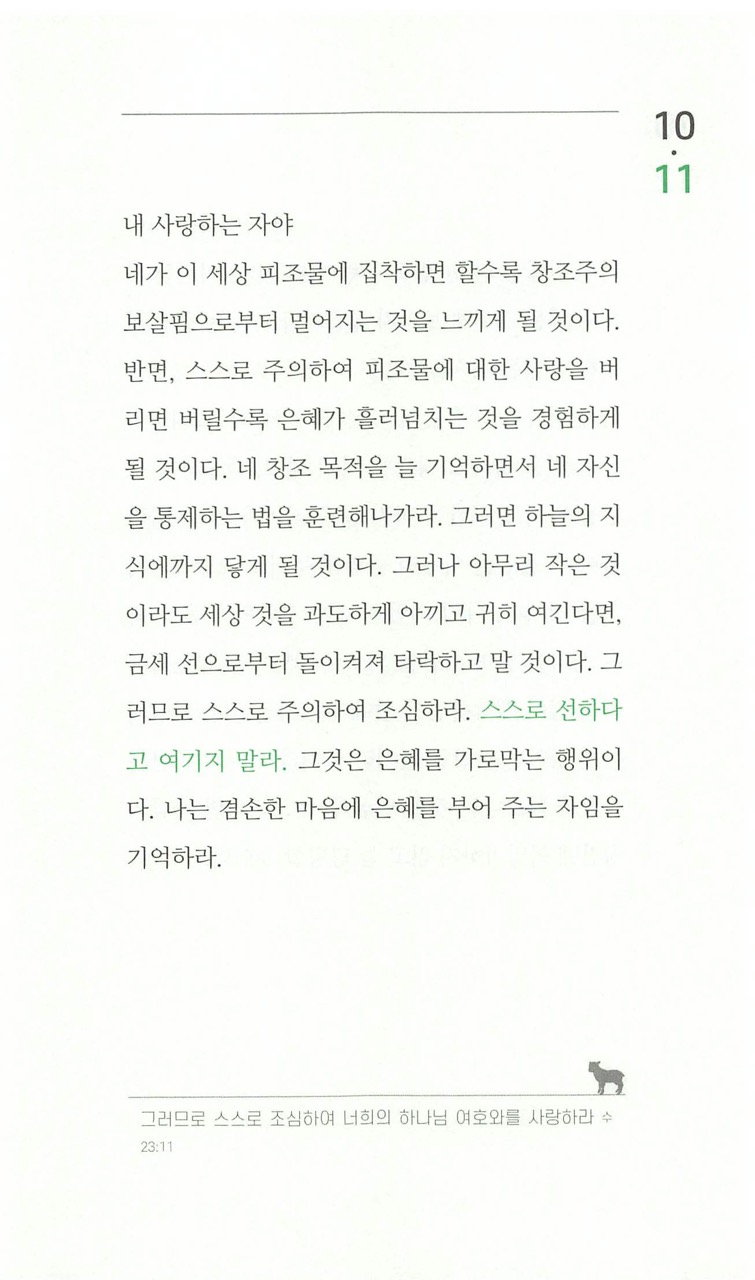 10
·
11
내 사랑하는 자야
네가 이 세상 피조물에 집착하면 할수록 창조주의
보살핌으로부터 멀어지는 것을 느끼게 될 것이다.
반면, 스스로 주의하여 피조물에 대한 사랑을 버
리면 버릴수록 은혜가 흘러넘치는 것을 경험하게
될 것이다. 네 창조 목적을 늘 기억하면서 네 자신
을 통제하는 법을 훈련해나가라. 그러면 하늘의 지
식에까지 닿게 될 것이다. 그러나 아무리 작은 것
이라도 세상 것을 과도하게 아끼고 귀히 여긴다면,
금세 선으로부터 돌이켜져 타락하고 말 것이다. 그
러므로 스스로 주의하여 조심하라. 스스로 선하다
고 여기지 말라. 그것은 은혜를 가로막는 행위이
다. 나는 겸손한 마음에 은혜를 부어 주는 자임을
기억하라.
그러므로 스스로 조심하여 너희의 하나님 여호와를 사랑하라 수
23:11